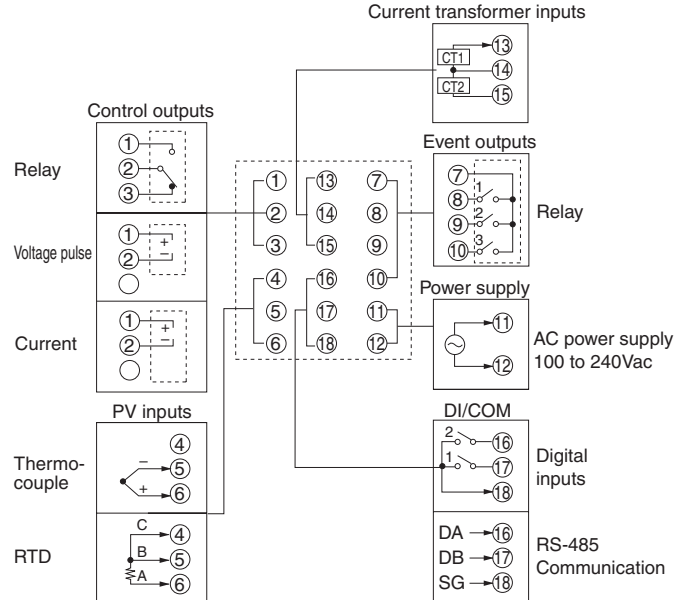 Current transformer inputs
CT1
CT2
13
14
15
Control outputs
Relay
1
2
3
Voltage pulse
1
2
+
−
Current
1
2
+
−
1
2
3
4
5
6
13
14
15
16
17
18
7
8
9
10
11
12
Event outputs
7
8
9
10
1
2
3
Relay
Power supply
11
12
AC power supply
100 to 240Vac
PV inputs
Thermo-
couple
4
5
6
−
+
RTD
C
B
A
4
5
6
DI/COM
2
1
16
17
18
Digital
inputs
DA 16
DB 17
SG 18
RS-485
Communication